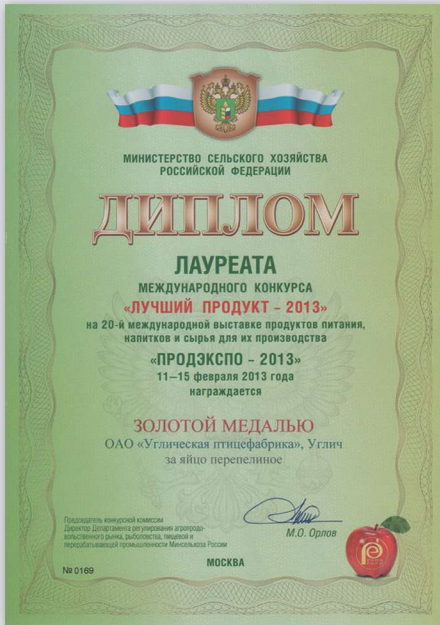 МИНИСТЕРСТВО СЕЛЬСКОГО ХОЗЯЙСТВА
РОССИЙСКОЙ ФЕДЕРАЦИИ
ДИПЛОМ
ЛАУРЕАТА
МЕЖДУНАРОДНОГО КОНКУРСА
«ЛУЧШИЙ ПРОДУКТ – 2013»
на 20-й международной выставке продуктов питания,
напитков и сырья для их производства
«ПРОДЭКСПО – 2013»
11—15 февраля 2013 года
награждается
ЗОЛОТОЙ МЕДАЛЬЮ
ОАО «Угличская птицефабрика», Углич
за яйцо перепелиное
Председатель конкурсной комиссии
Директор Департамента регулирования агропродо-
вольственного рынка, рыболовства, пищевой и
перерабатывающей промышленности Минсельхоза России
М.О. Орлов
МОСКВА
№ 0169